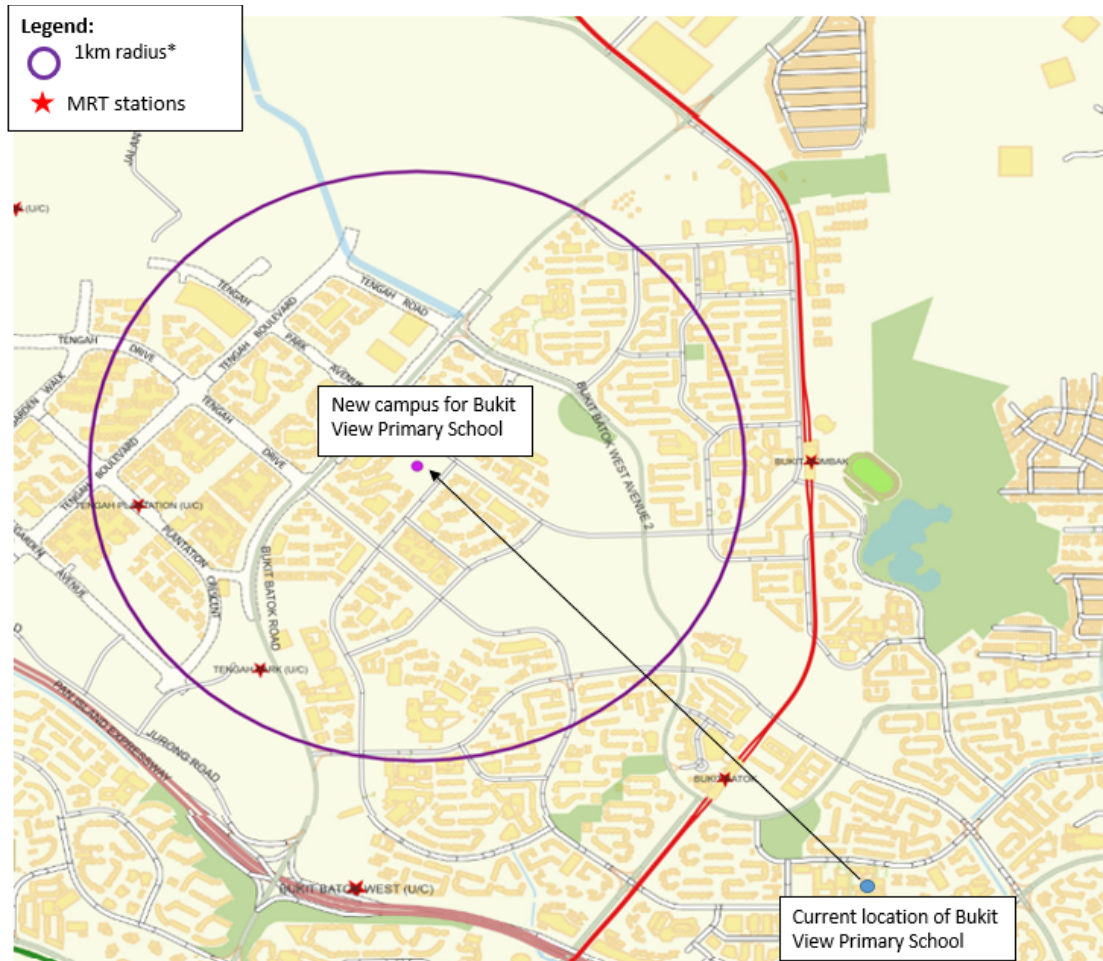 Legend:
1km radius*
MRT stations
JALAN
(U/C)
TENGAH
TENGAH ROAD
TENGAH BOULEVARD
PARK
AVENUE
TENGAH
DRIVE
GARDEN WALK
TENGAH
DRIVE
TENGAH BOULEVARD
New campus for Bukit
View Primary School
BUKIT BATOK WEST AVENUE 2
BUKIT GOMBAK
TENGAH PLANTATION (U/C)
PLANTATION
CRESCENT
GARDEN
AVENUE
BUKIT BATOK ROAD
TENGAH PARK (U/C)
PAN ISLAND EXPRESSWAY
JURONG ROAD
BUKIT BATOK
BUKIT BATOK WEST (U/C)
Current location of Bukit
View Primary School